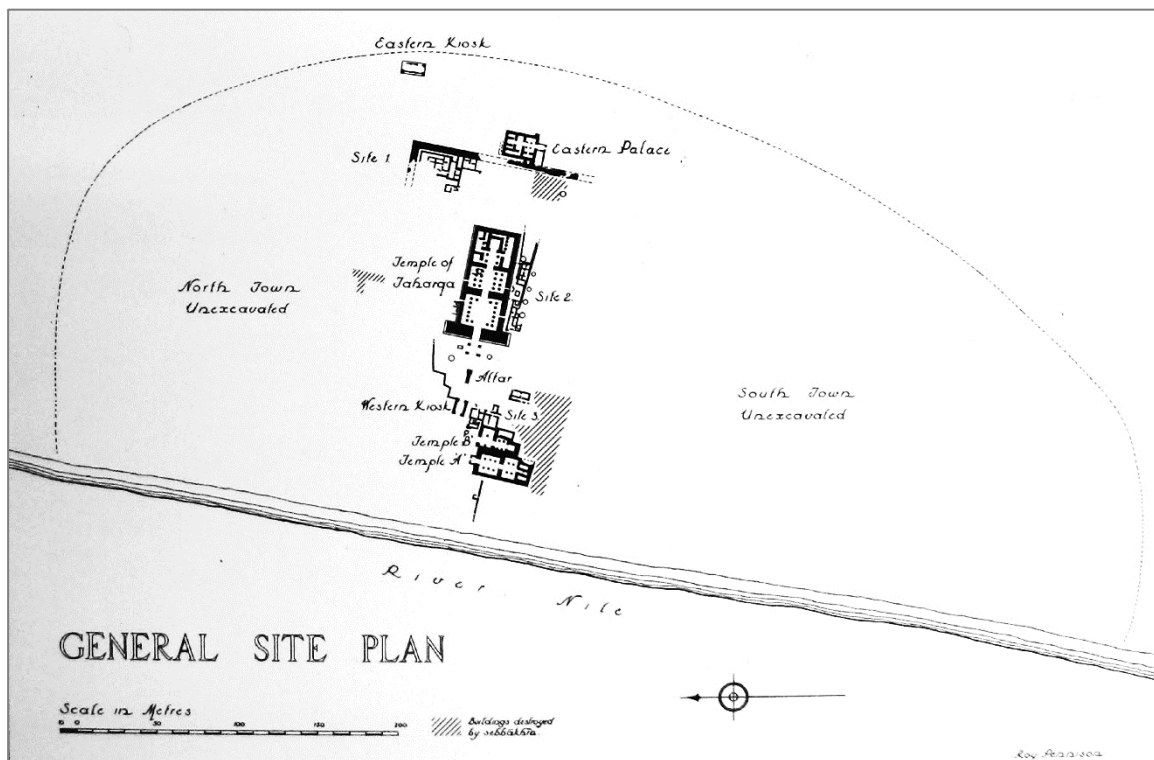 Eastern Kiosk
Site 1.
Eastern Palace
Temple of
Taharqa
North Town
Unexcavated
Site 2.
Altar
South Town
Unexcavated
Western Kiosk
Site 3.
Temple 'B'
Temple 'A'
River Nile
GENERAL SITE PLAN
Scale in Metres
10 0 50 100 150 200
Buildings destroyed
by sebbakhin.
Roy Pennison